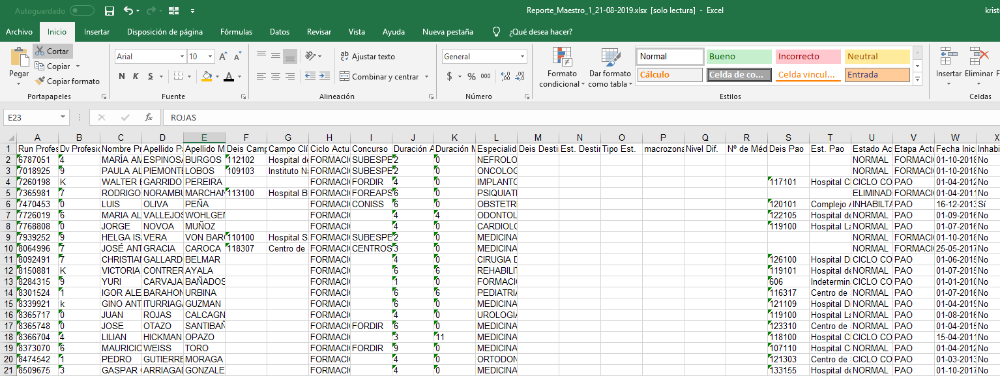 Autoguardado Reporte_Maestro_1_21-08-2019.xlsx [solo lectura] - Excel krist
Archivo Inicio Insertar Disposición de página Fórmulas Datos Revisar Vista Ayuda Nueva pestaña ¿Qué desea hacer?
Pegar Cortar Copiar Copiar formato
Arial 10 N K S
Ajustar texto Combinar y centrar
General $ % 000
Formato condicional Dar formato como tabla
Normal Bueno Incorrecto Neutral
Cálculo Celda de co... Celda vincul... Entrada
Insertar Eliminar F
Portapapeles Fuente Alineación Número Estilos Celdas
E23 fx ROJAS
A B C D E F G H I J K L M N O P Q R S T U V W X
1 Run Profes Dv Profesio Nombre Pr Apellido Pa Apellido M Deis Camp Campo Clí Ciclo Actu Concurso Duración A Duración M Especialid Deis Desti Est. Destin Tipo Est. macrozona Nivel Dif. Nº de Méd Deis Pao Est. Pao Estado Ac Etapa Actu Fecha Inic Inhabi
2 6787051 4 MARÍA AM ESPINOSA BURGOS 112102 Hospital de FORMACIO SUBESPE 2 0 NEFROLO NORMAL FORMACIO 01-10-2018 No
3 7018925 9 PAULA AL PIEMONTE LOBOS 109103 Instituto Na FORMACIO SUBESPE 2 0 ONCOLOG NORMAL FORMACIO 01-10-2018 No
4 7260198 K WALTER E GARRIDO PEREIRA FORMACIO FORDIR 4 0 IMPLANTO 117101 Hospital C CICLO CO PAO 01-04-2012 No
5 7365981 7 RODRIGO NORAMBU MARCHAN 113100 Hospital B FORMACIO FOREAPS 6 0 PSIQUIATI ELIMINAD FORMACIO 01-04-2011 No
6 7470453 0 LUIS OLIVA PEÑA FORMACIO CONISS 6 0 OBSTETRI 120101 Complejo A INHABILTA PAO 16-12-2013 Sí
7 7726019 6 MARIA AL VALLEJOS WOHLGEN FORMACIO 4 4 ODONTOL 122105 Hospital de NORMAL PAO 01-09-2016 No
8 7768808 0 JORGE NOVOA MUÑOZ FORMACIO 4 0 CARDIOLO 119100 Hospital La NORMAL PAO 01-07-2016 No
9 7939252 9 HELGA IS VERA VON BARC 110100 Hospital S FORMACIO SUBESPE 2 0 MEDICINA NORMAL FORMACIO 01-10-2018 No
10 8064996 7 JOSÉ ANT GRACIA CAROCA 118307 Centro de FORMACIO CENTROS 3 0 MEDICINA NORMAL FORMACIO 25-05-2017 No
11 8092491 7 CHRISTIAN GALLARD BELMAR FORMACIO 4 0 CIRUGIA D 126100 Hospital D CICLO CO PAO 01-06-2015 No
12 8150881 K VICTORIA CONTRER AYALA FORMACIO 6 6 REHABILIT 119101 Hospital de NORMAL PAO 01-07-2015 No
13 8284315 9 YURI CARVAJA BAÑADOS FORMACIO 1 0 FORMACIO 606 Indetermin CICLO CO PAO 01-01-2010 No
14 8301524 1 IGOR ALE BARAHON URBINA FORMACIO 6 6 PEDIATRI 116317 Centro de NORMAL PAO 01-07-2016 No
15 8339921 k GINO ANT ITURRIAG GUZMAN FORMACIO 6 0 MEDICINA 121109 Hospital D NORMAL PAO 01-04-2019 No
16 8365717 0 JUAN ROJAS CALCAGN FORMACIO 4 0 UROLOGIA 119100 Hospital La NORMAL PAO 01-08-2016 No
17 8365748 0 JOSE OTAZO SANTIBAÑ FORMACIO FORDIR 6 0 MEDICINA 123310 Centro de NORMAL PAO 01-04-2015 No
18 8366704 4 LILIAN HICKMAN OPAZO FORMACIO 3 11 MEDICINA 118100 Hospital C CICLO CO PAO 15-04-2011 No
19 8373070 6 MAURICIO WEISS TORO FORMACIO FORDIR 9 0 MEDICINA 107110 Hospital C NORMAL PAO 01-04-2012 No
20 8474542 1 PEDRO GUTIERRE MORAGA FORMACIO 4 0 ORTODON 121303 Centro de CICLO CO PAO 01-03-2013 No
21 8509675 3 GASPAR ARRIAGAD GONZALE FORMACIO 4 0 MEDICINA 133155 Hospital de NORMAL PAO 01-10-2017 No